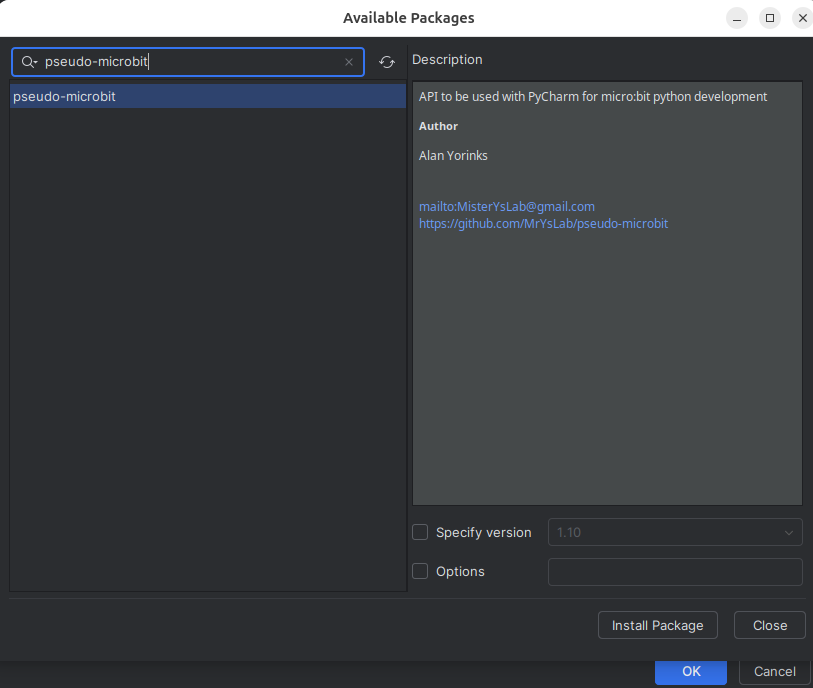 Available Packages
pseudo-microbit
Description
pseudo-microbit
API to be used with PyCharm for micro:bit python development
Author
Alan Yorinks
mailto:MisterYsLab@gmail.com
https://github.com/MrYsLab/pseudo-microbit
Specify version
1.10
Options
Install Package
Close
OK
Cancel